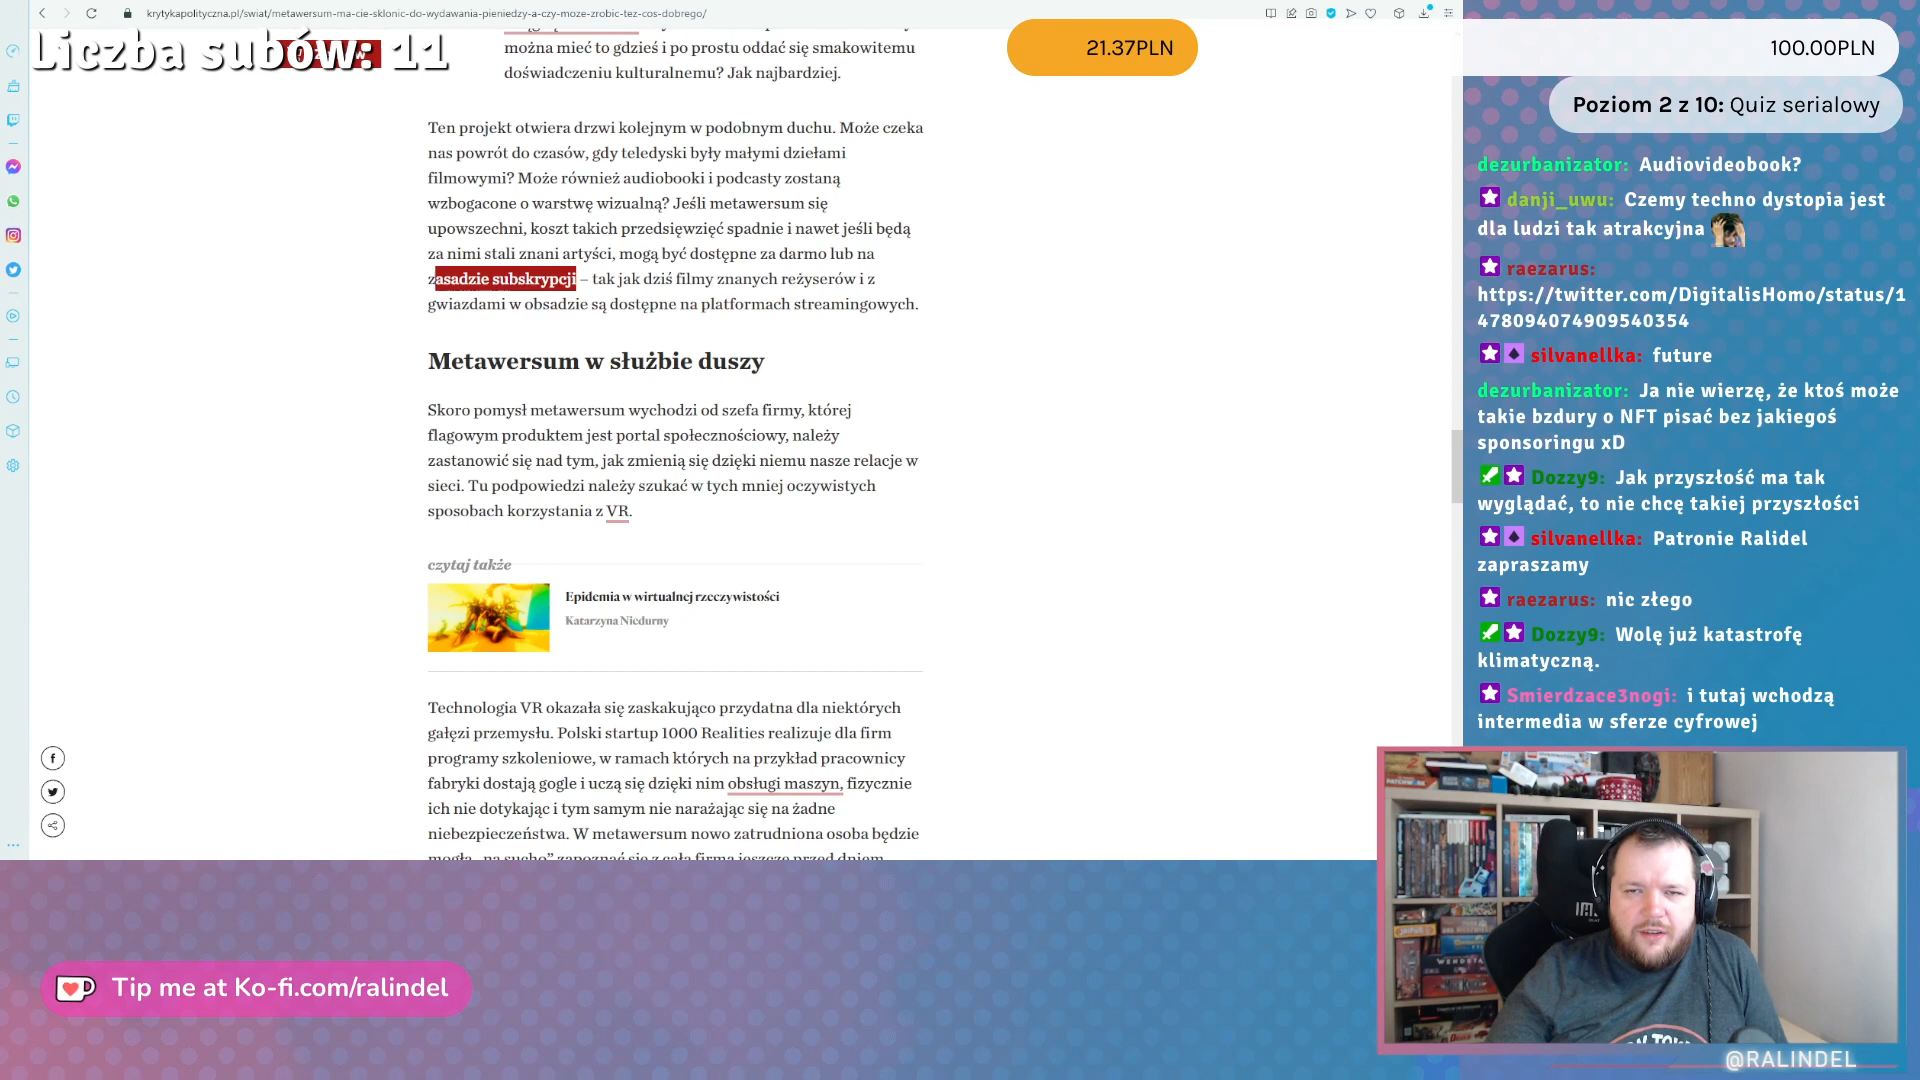 krytykapolityczna.pl/swiat/metawersum-ma-cie-sklonic-do-wydawania-pieniedzy-a-czy-moze-zrobic-tez-cos-dobrego/
Liczba subów: 11
można mieć to gdzieś i po prostu oddać się smakowitemu
doświadczeniu kulturalnemu? Jak najbardziej.
Ten projekt otwiera drzwi kolejnym w podobnym duchu. Może czeka
nas powrót do czasów, gdy teledyski były małymi dziełami
filmowymi? Może również audiobooki i podcasty zostaną
wzbogacone o warstwę wizualną? Jeśli metawersum się
upowszechni, koszt takich przedsięwzięć spadnie i nawet jeśli będą
za nimi stali znani artyści, mogą być dostępne za darmo lub na
zasadzie subskrypcji – tak jak dziś filmy znanych reżyserów i z
gwiazdami w obsadzie są dostępne na platformach streamingowych.
Metawersum w służbie duszy
Skoro pomysł metawersum wychodzi od szefa firmy, której
flagowym produktem jest portal społecznościowy, należy
zastanowić się nad tym, jak zmienią się dzięki niemu nasze relacje w
sieci. Tu podpowiedzi należy szukać w tych mniej oczywistych
sposobach korzystania z VR.
czytaj także
Epidemia w wirtualnej rzeczywistości
Katarzyna Niedurny
Technologia VR okazała się zaskakująco przydatna dla niektórych
gałęzi przemysłu. Polski startup 1000 Realities realizuje dla firm
programy szkoleniowe, w ramach których na przykład pracownicy
fabryki dostają gogle i uczą się dzięki nim obsługi maszyn, fizycznie
ich nie dotykając i tym samym nie narażając się na żadne
niebezpieczeństwa. W metawersum nowo zatrudniona osoba będzie
mogła „na sucho” zapoznać się z całą firmą jeszcze przed dniem
Tip me at Ko-fi.com/ralindel
21.37PLN
100.00PLN
Poziom 2 z 10: Quiz serialowy
dezurbanizator: Audiovideobook?
danji_uwu: Czemy techno dystopia jest
dla ludzi tak atrakcyjna
raezarus:
https://twitter.com/DigitalisHomo/status/1
478094074909540354
silvanellka: future
dezurbanizator: Ja nie wierzę, że ktoś może
takie bzdury o NFT pisać bez jakiegoś
sponsoringu xD
Dozzy9: Jak przyszłość ma tak
wyglądać, to nie chcę takiej przyszłości
silvanellka: Patronie Ralidel
zapraszamy
raezarus: nic złego
Dozzy9: Wolę już katastrofę
klimatyczną.
Smierdzace3nogi: i tutaj wchodzą
intermedia w sferze cyfrowej
@RALINDEL